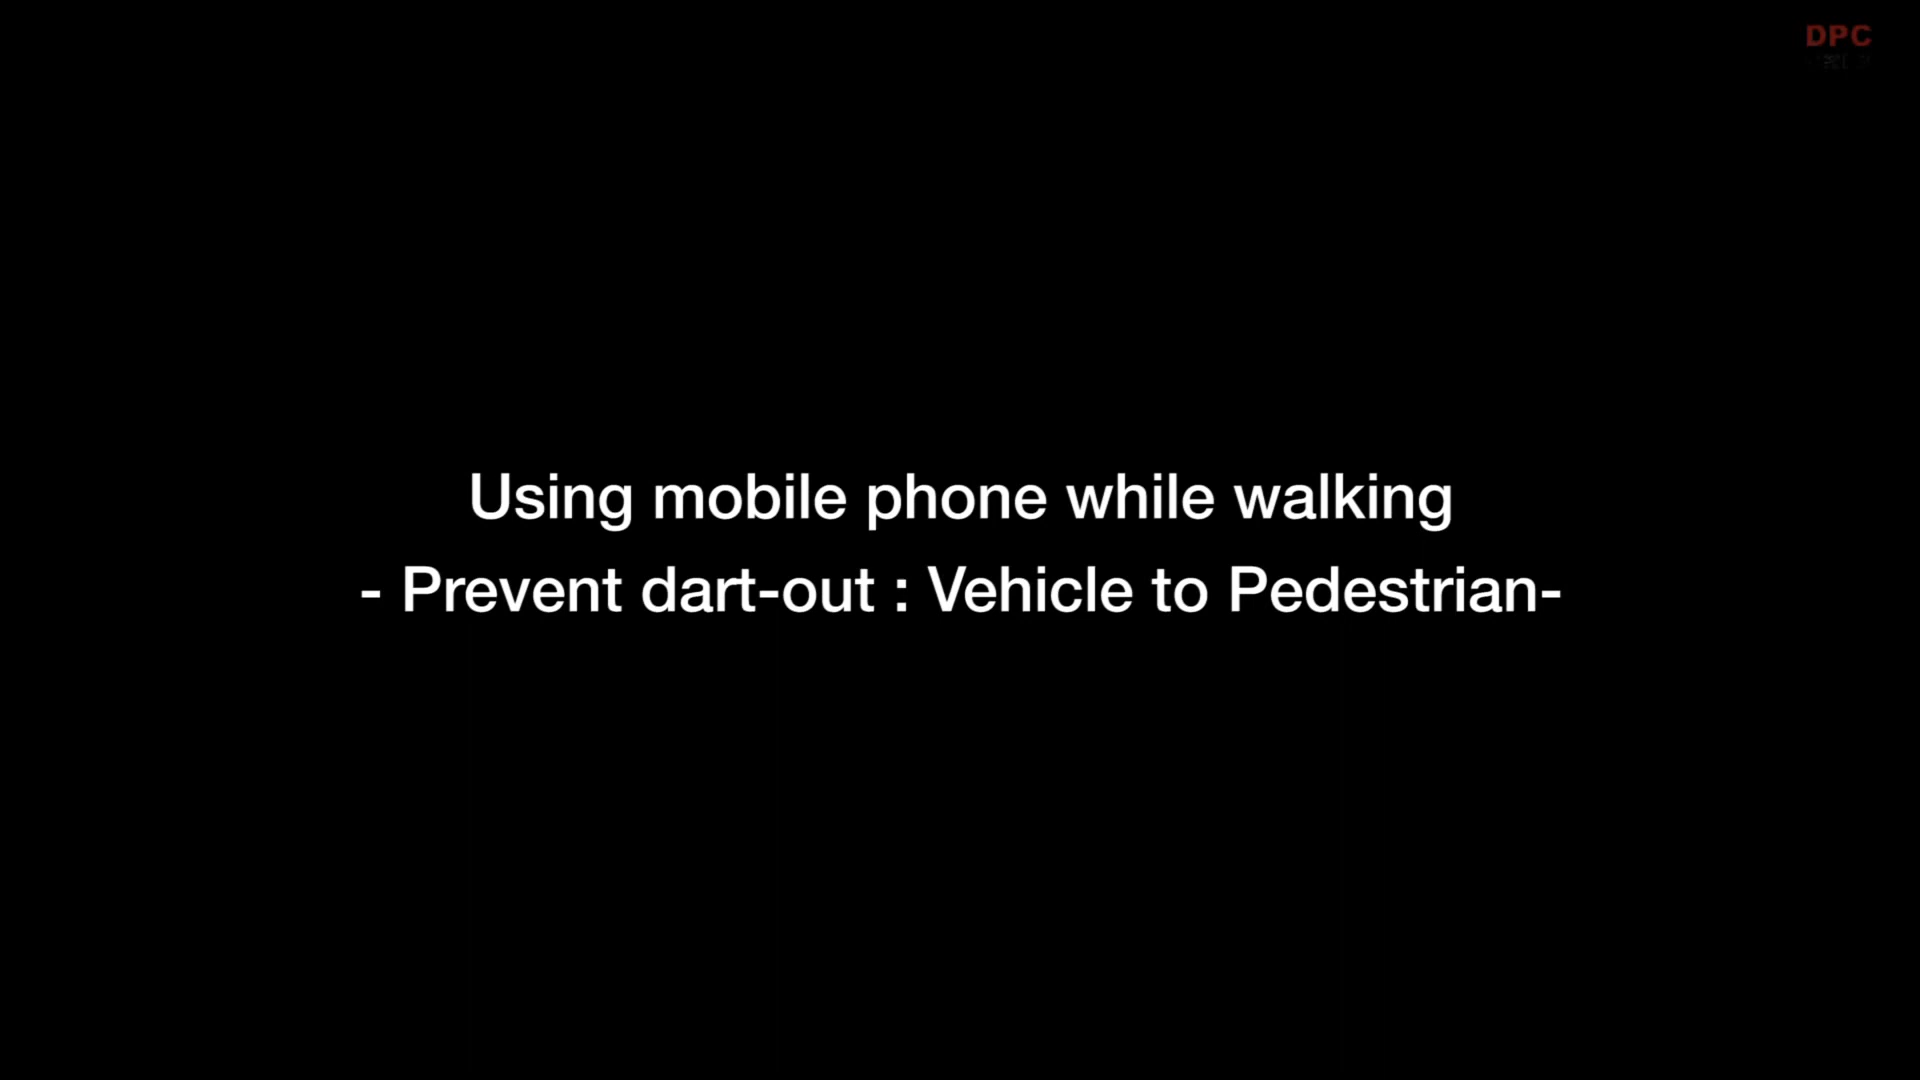 DPC
Using mobile phone while walking
- Prevent dart-out : Vehicle to Pedestrian-